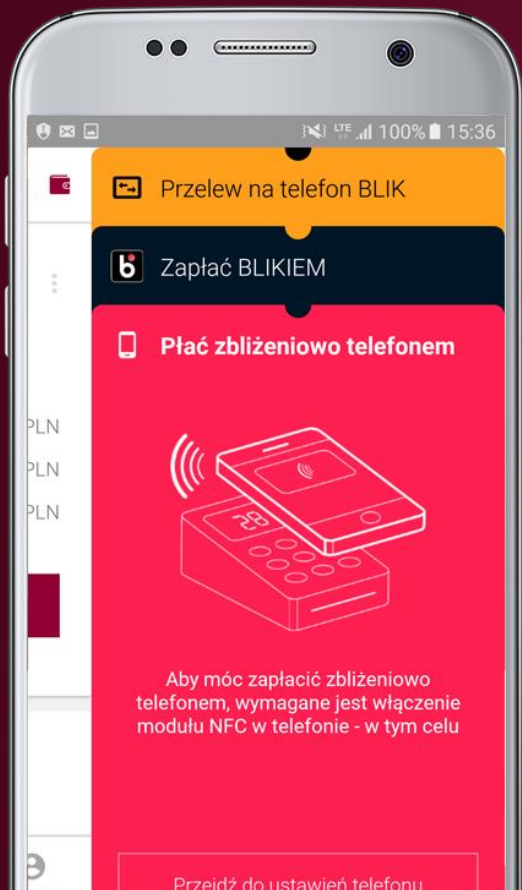 100% 15:36
LTE
Przelew na telefon BLIK
b
Zapłać BLIKIEM
Płać zbliżeniowo telefonem
PLN
PLN
PLN
Aby móc zapłacić zbliżeniowo
telefonem, wymagane jest włączenie
modułu NFC w telefonie - w tym celu
Przejdź do ustawień telefonu